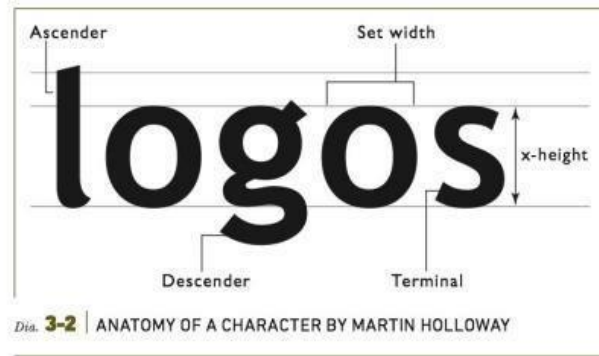 Ascender
Set width
logos
x-height
Descender
Terminal
Dia. 3-2 ANATOMY OF A CHARACTER BY MARTIN HOLLOWAY